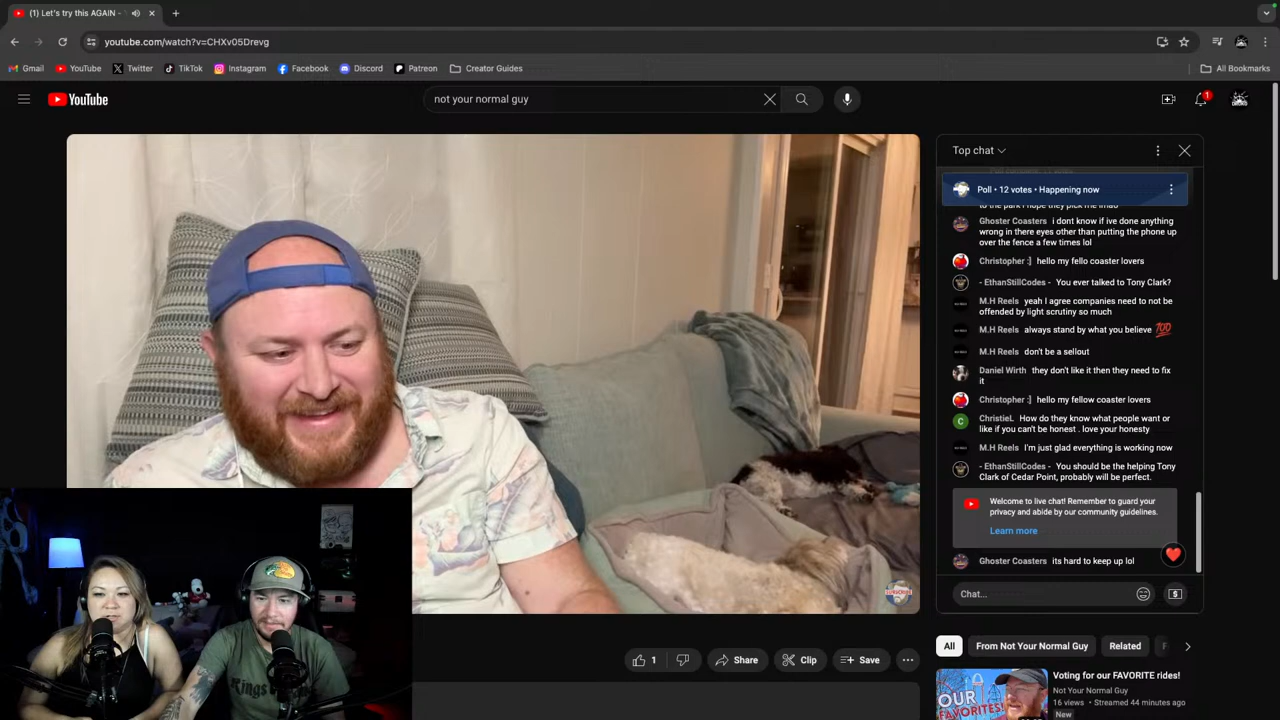 (1) Let's try this AGAIN -
youtube.com/watch?v=CHXv05Drevg
Gmail YouTube Twitter TikTok Instagram Facebook Discord Patreon Creator Guides All Bookmarks
YouTube
not your normal guy
1
Top chat
Poll • 12 votes • Happening now
to the park I hope they pick me lmao
Ghoster Coasters i dont know if ive done anything
wrong in there eyes other than putting the phone up
over the fence a few times lol
Christopher :] hello my fello coaster lovers
- EthanStillCodes - You ever talked to Tony Clark?
M.H Reels yeah I agree companies need to not be
offended by light scrutiny so much
M.H Reels always stand by what you believe 💯
M.H Reels don't be a sellout
Daniel Wirth they don't like it then they need to fix
it
Christopher :] hello my fellow coaster lovers
C ChristieL How do they know what people want or
like if you can't be honest . love your honesty
M.H Reels I'm just glad everything is working now
- EthanStillCodes - You should be the helping Tony
Clark of Cedar Point, probably will be perfect.
Welcome to live chat! Remember to guard your
privacy and abide by our community guidelines.
Learn more
Ghoster Coasters its hard to keep up lol
Chat...
1 Share Clip Save
All From Not Your Normal Guy Related F
OUR
FAVORITES!
Voting for our FAVORITE rides!
Not Your Normal Guy
16 views • Streamed 44 minutes ago
New